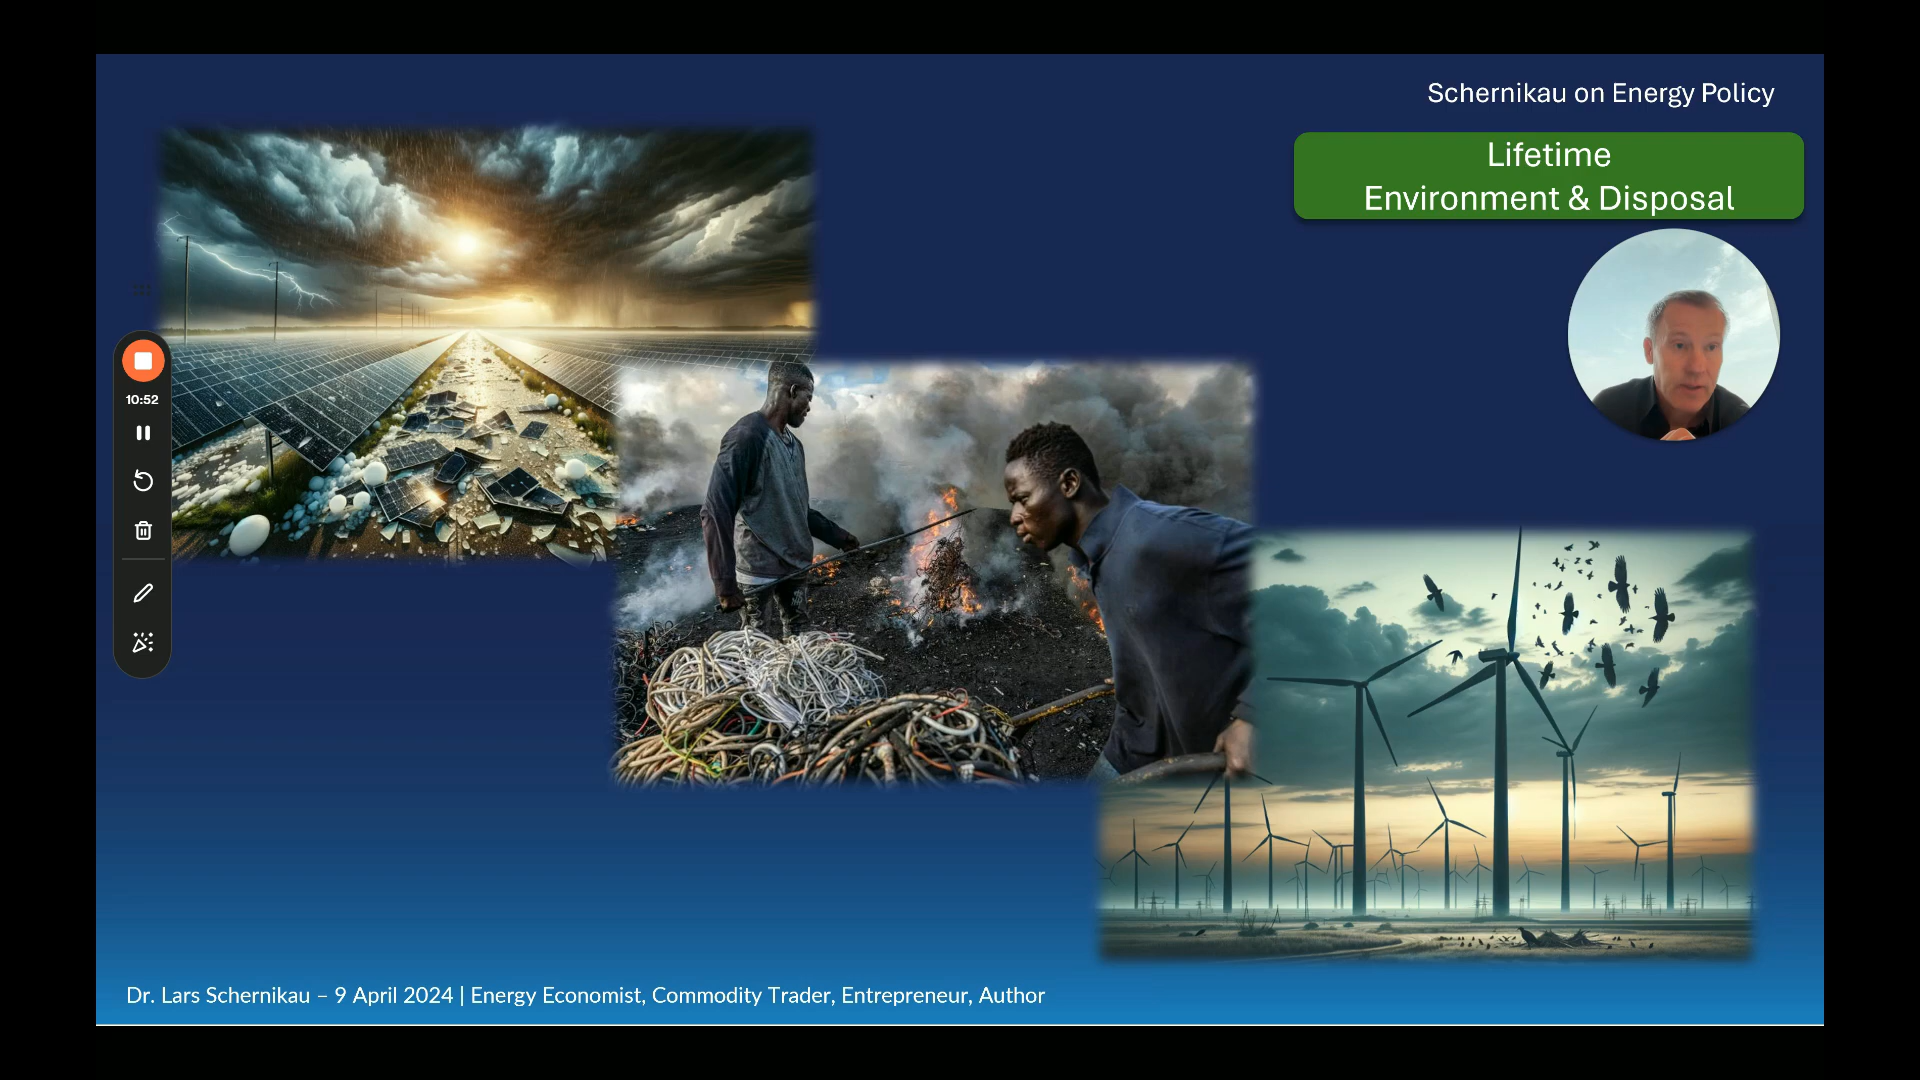 Schernikau on Energy Policy
Lifetime
Environment & Disposal
10:52
Dr. Lars Schernikau – 9 April 2024 | Energy Economist, Commodity Trader, Entrepreneur, Author